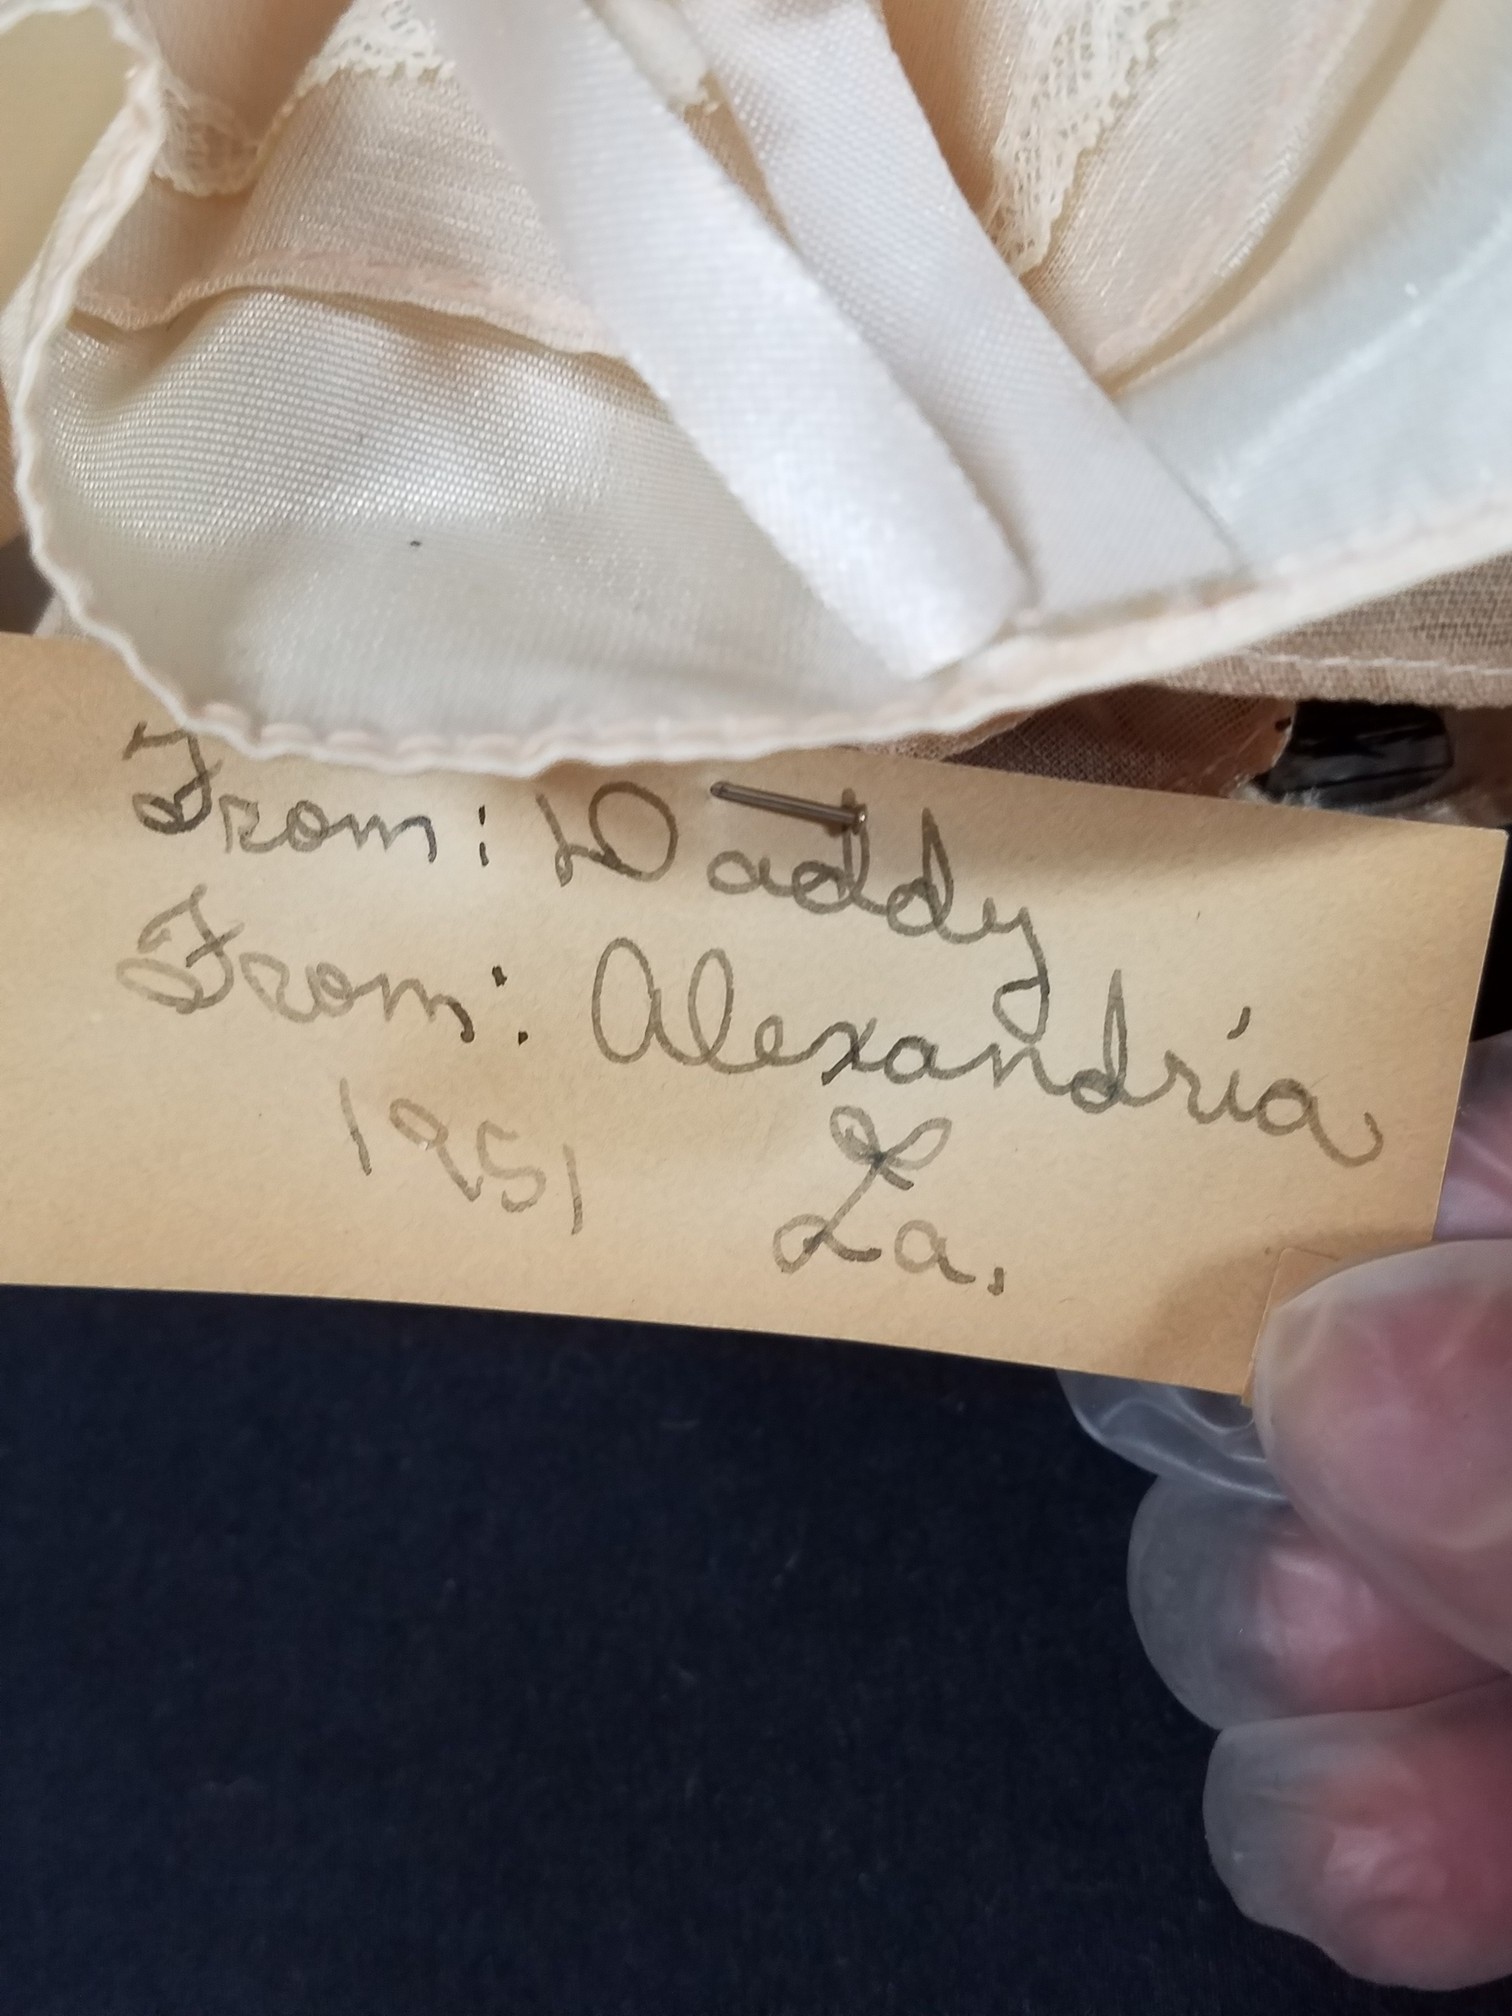 From: Daddy
From: Alexandria
1951 La.